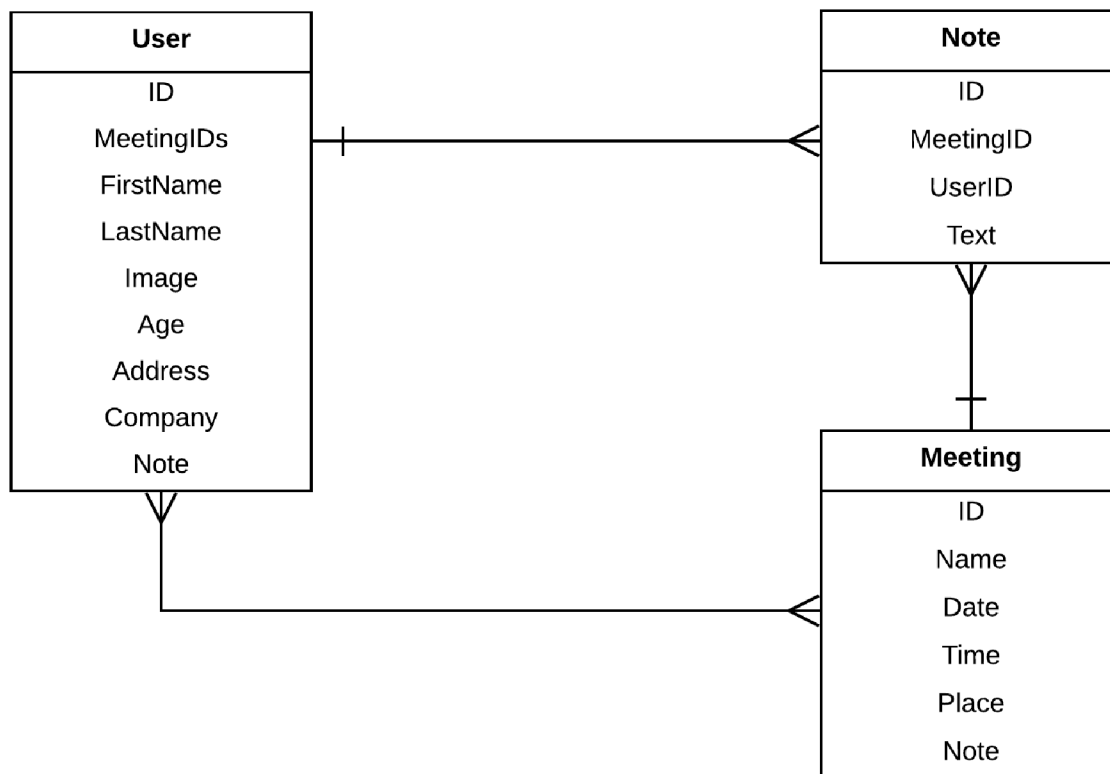 User
ID
MeetingIDs
FirstName
LastName
Image
Age
Address
Company
Note
Note
ID
MeetingID
UserID
Text
Meeting
ID
Name
Date
Time
Place
Note